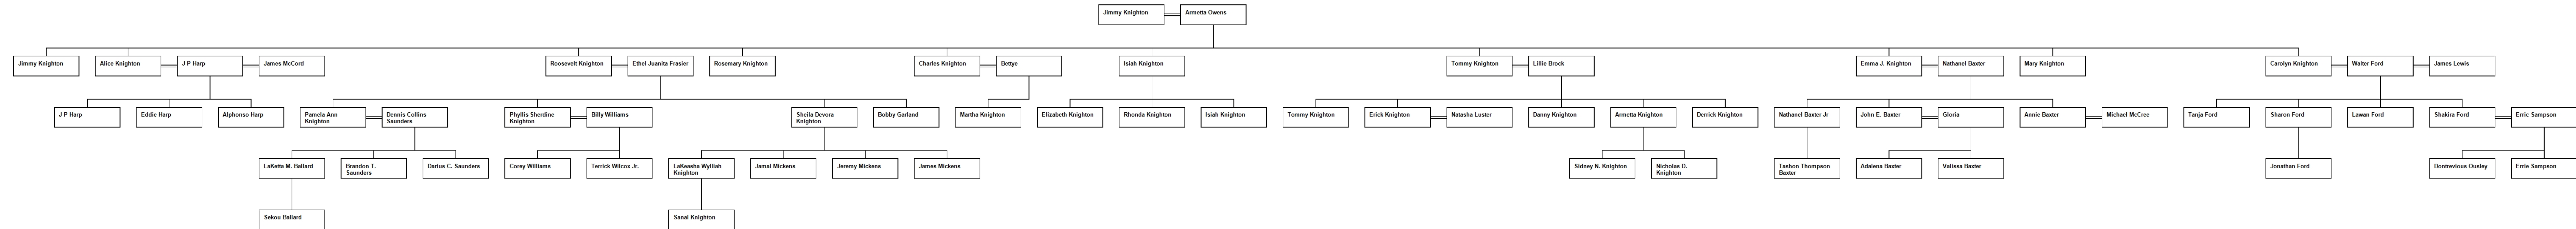 Jimmy Knighton
Armetta Owens
Jimmy Knighton
Alice Knighton
J P Harp
James McCord
Roosevelt Knighton
Ethel Juanita Frasier
Rosemary Knighton
Charles Knighton
Bettye
Isiah Knighton
Tommy Knighton
Lillie Brock
Emma J. Knighton
Nathanel Baxter
Mary Knighton
Carolyn Knighton
Walter Ford
James Lewis
J P Harp
Eddie Harp
Alphonso Harp
Pamela Ann
Knighton
Dennis Collins
Saunders
Phyllis Sherdine
Knighton
Billy Williams
Sheila Devora
Knighton
Bobby Garland
Martha Knighton
Elizabeth Knighton
Rhonda Knighton
Isiah Knighton
Tommy Knighton
Erick Knighton
Natasha Luster
Danny Knighton
Armetta Knighton
Derrick Knighton
Nathanel Baxter Jr
John E. Baxter
Gloria
Annie Baxter
Michael McCree
Tanja Ford
Sharon Ford
Lawan Ford
Shakira Ford
Erric Sampson
LaKetta M. Ballard
Brandon T.
Saunders
Darius C. Saunders
Corey Williams
Terrick Wilcox Jr.
LaKeasha Wylliah
Knighton
Jamal Mickens
Jeremy Mickens
James Mickens
Sidney N. Knighton
Nicholas D.
Knighton
Tashon Thompson
Baxter
Adalena Baxter
Valissa Baxter
Jonathan Ford
Dontrevious Ousley
Errie Sampson
Sekou Ballard
Sanai Knighton